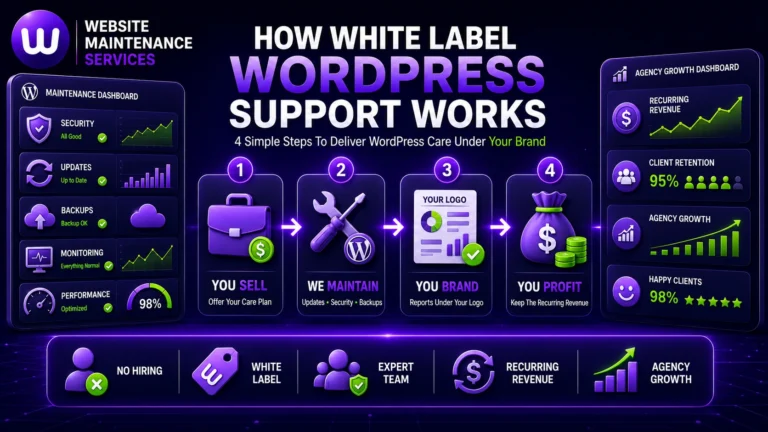 W
WEBSITE
MAINTENANCE
SERVICES
HOW WHITE LABEL
WORDPRESS
SUPPORT WORKS
4 Simple Steps To Deliver WordPress Care Under Your Brand
MAINTENANCE DASHBOARD
SECURITY
All Good
UPDATES
Up to Date
BACKUPS
Backup OK
MONITORING
Everything Normal
PERFORMANCE
Optimized
98%
1
YOU SELL
Offer Your Care Plan
2
WE MAINTAIN
Updates • Security • Backups
3
YOUR LOGO
YOU BRAND
Reports Under Your Logo
4
YOU PROFIT
Keep The Recurring Revenue
AGENCY GROWTH DASHBOARD
RECURRING
REVENUE
CLIENT RETENTION
95%
AGENCY GROWTH
HAPPY CLIENTS
98%
NO HIRING
WHITE
LABEL
EXPERT
TEAM
RECURRING
REVENUE
AGENCY
GROWTH